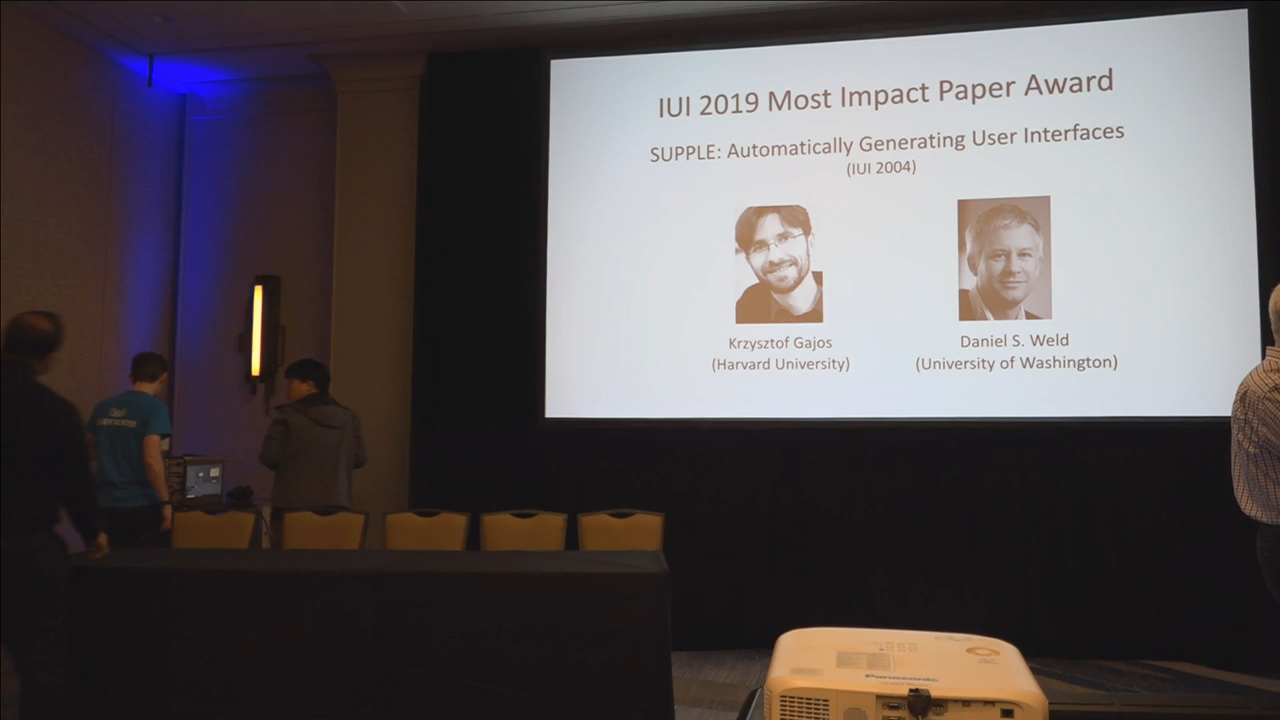 IUI 2019 Most Impact Paper Award
SUPPLE: Automatically Generating User Interfaces
(IUI 2004)
Krzysztof Gajos
(Harvard University)
Daniel S. Weld
(University of Washington)
Panasonic